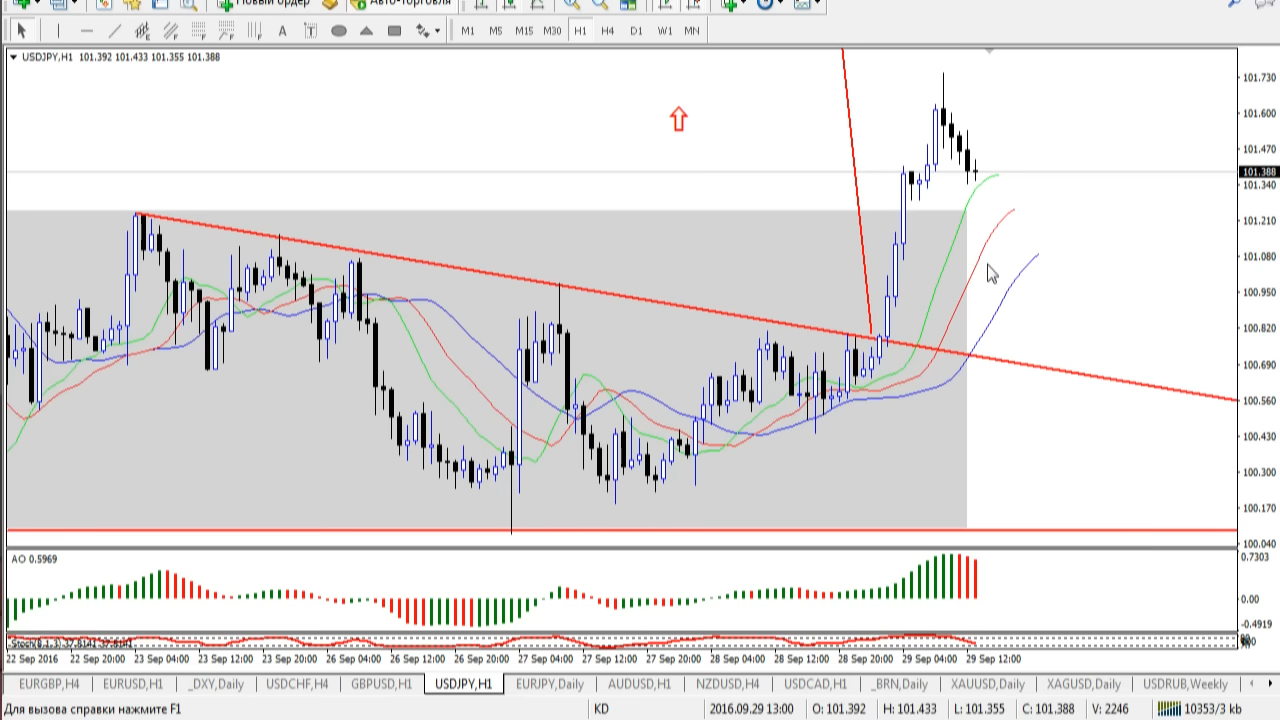 Новый ордер Авто-торговля
A T M1 M5 M15 M30 H1 H4 D1 W1 MN
USDJPY,H1 101.392 101.433 101.355 101.388
101.730
101.600
101.470
101.388
101.340
101.210
101.080
100.950
100.820
100.690
100.560
100.430
100.300
100.170
100.040
AO 0.5969
0.7303
0.00
-0.4919
Stoch(8,1,3) 37.8141 37.8141
22 Sep 2016 22 Sep 20:00 23 Sep 04:00 23 Sep 12:00 23 Sep 20:00 26 Sep 04:00 26 Sep 12:00 26 Sep 20:00 27 Sep 04:00 27 Sep 12:00 27 Sep 20:00 28 Sep 04:00 28 Sep 12:00 28 Sep 20:00 29 Sep 04:00 29 Sep 12:00
EURGBP,H4 EURUSD,H1 _DXY,Daily USDCHF,H4 GBPUSD,H1 USDJPY,H1 EURJPY,Daily AUDUSD,H1 NZDUSD,H4 USDCAD,H1 _BRN,Daily XAUUSD,Daily XAGUSD,Daily USDRUB,Weekly
Для вызова справки нажмите F1 KD 2016.09.29 13:00 O: 101.392 H: 101.433 L: 101.355 C: 101.388 V: 2246 10353/3 kb